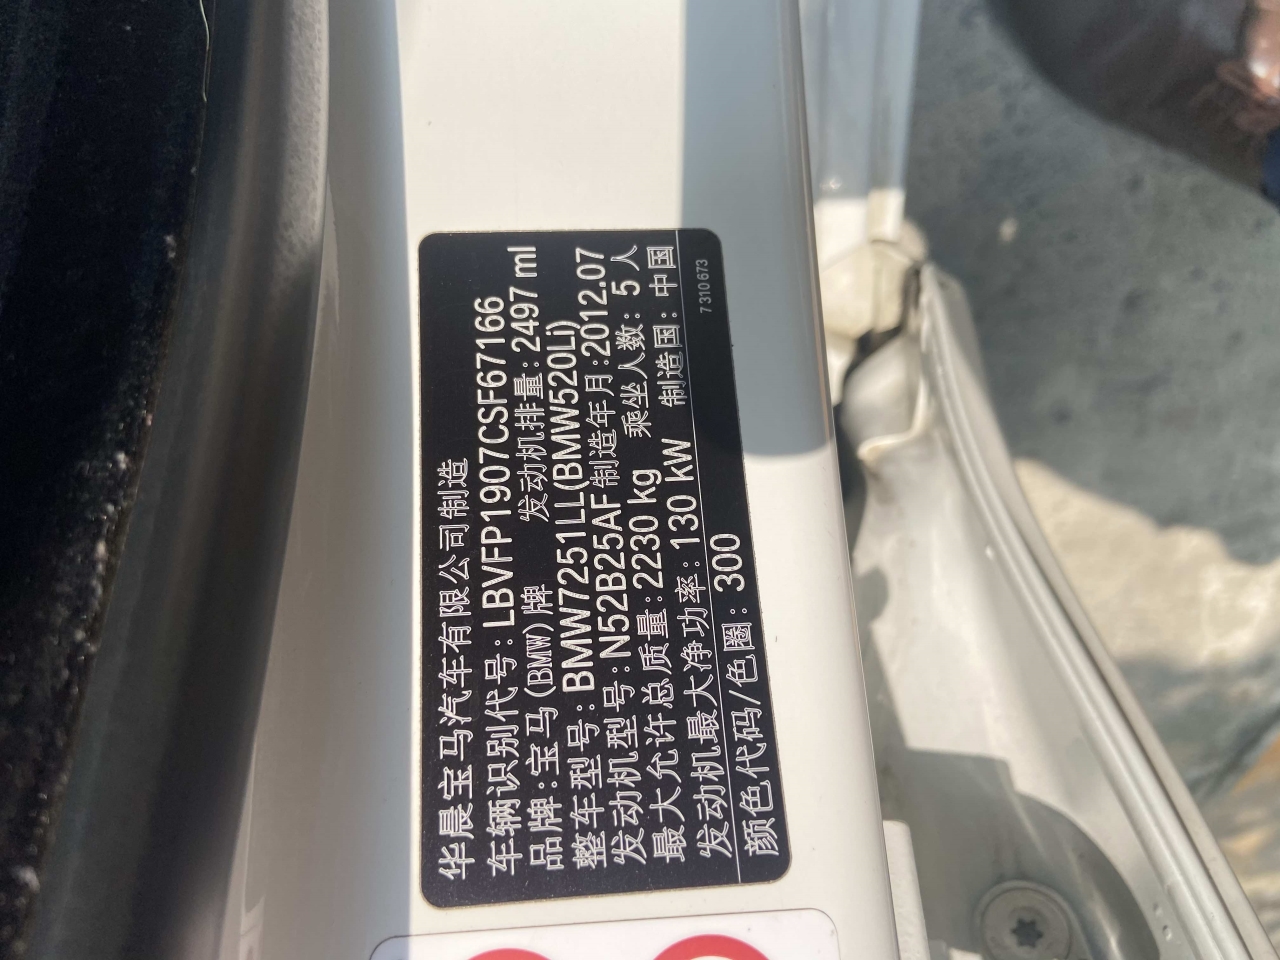 华晨宝马汽车有限公司制造
车辆识别代号: LBVFP1907CSF67166
品牌:宝马(BMW)牌 发动机排量: 2497 ml
整车型号: BMW7251LL(BMW520Li)
发动机型号: N52B25AF 制造年月:2012.07
最大允许总质量: 2230 kg 乘坐人数: 5 人
发动机最大净功率: 130 kW 制造国: 中国
颜色代码/色圈: 300
7 310 673